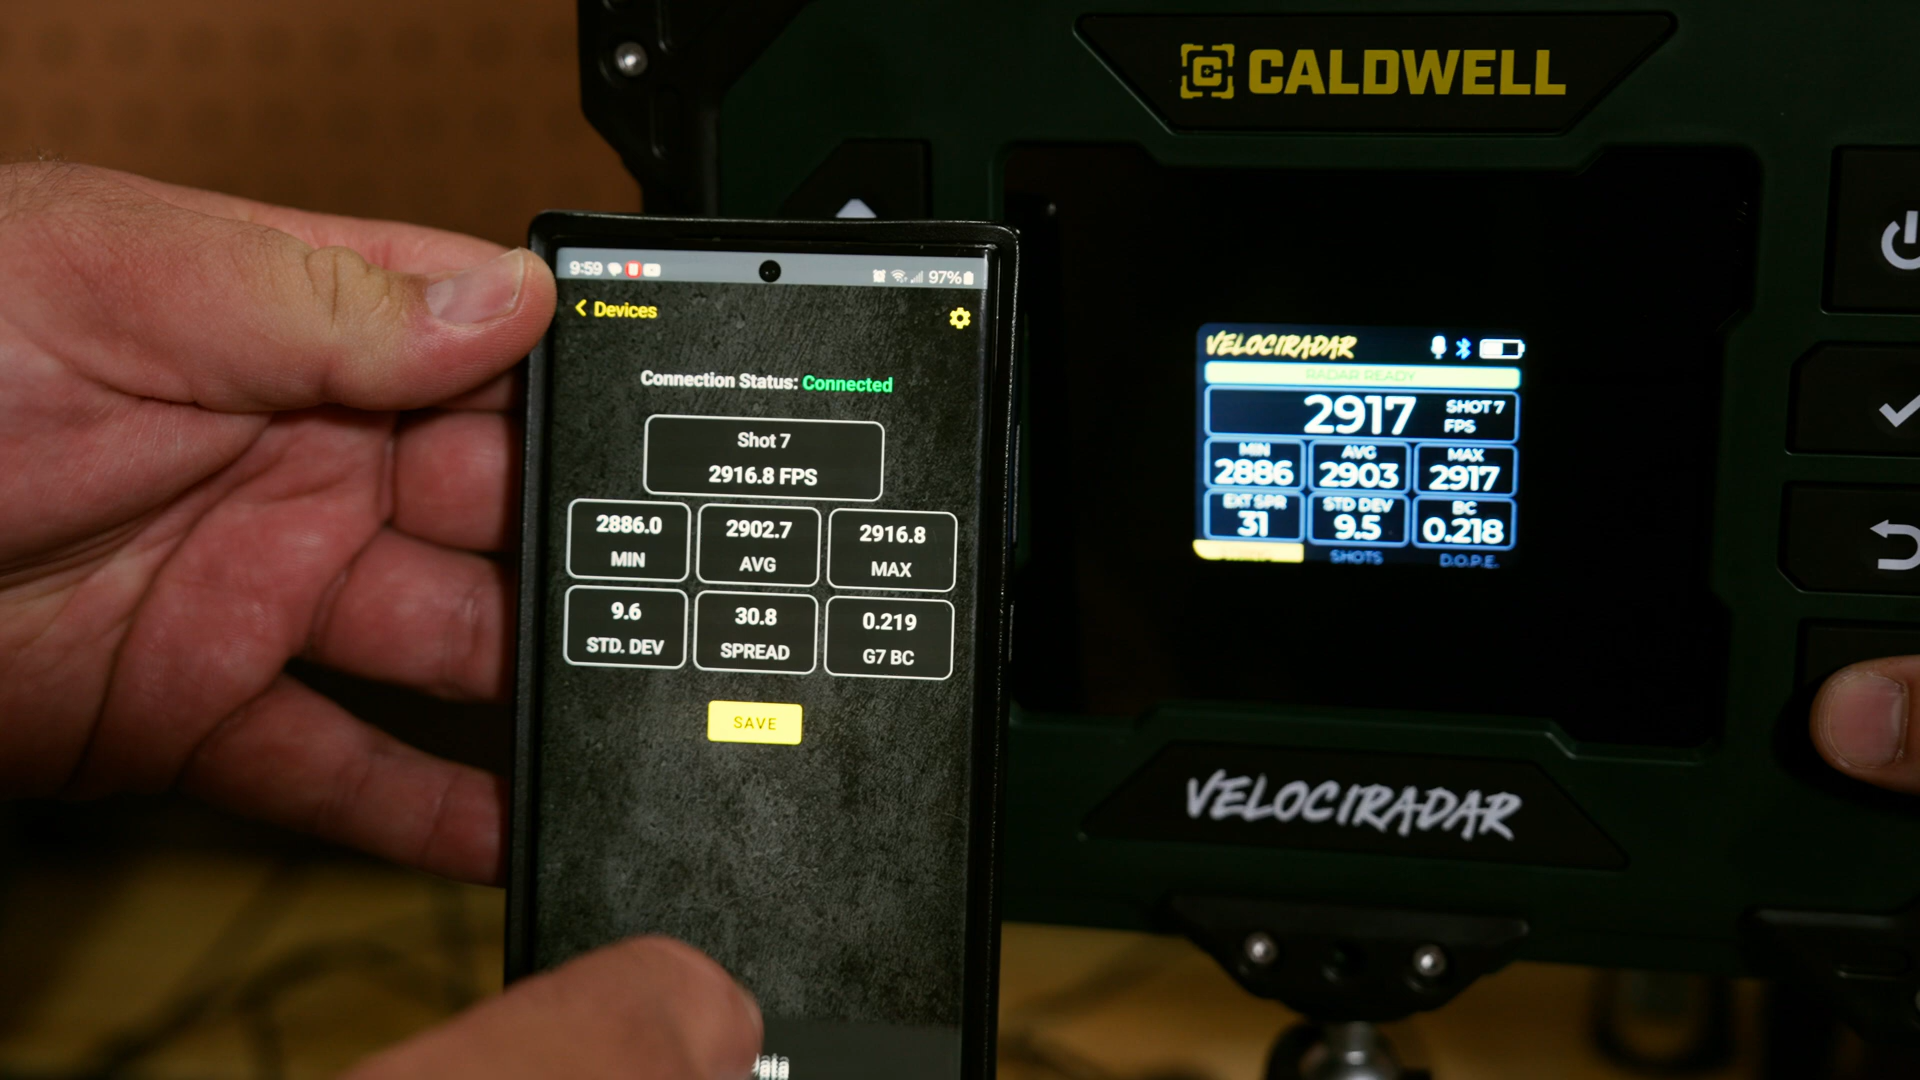 9:59
97%
Devices
Connection Status: Connected
Shot 7
2916.8 FPS
2886.0
MIN
2902.7
AVG
2916.8
MAX
9.6
STD. DEV
30.8
SPREAD
0.219
G7 BC
SAVE
CALDWELL
VELOCIRADAR
RADAR READY
2917
SHOT 7
FPS
MIN
2886
AVG
2903
MAX
2917
EXT SPR
31
STD DEV
9.5
BC
0.218
SHOTS
D.O.P.E.
VELOCIRADAR